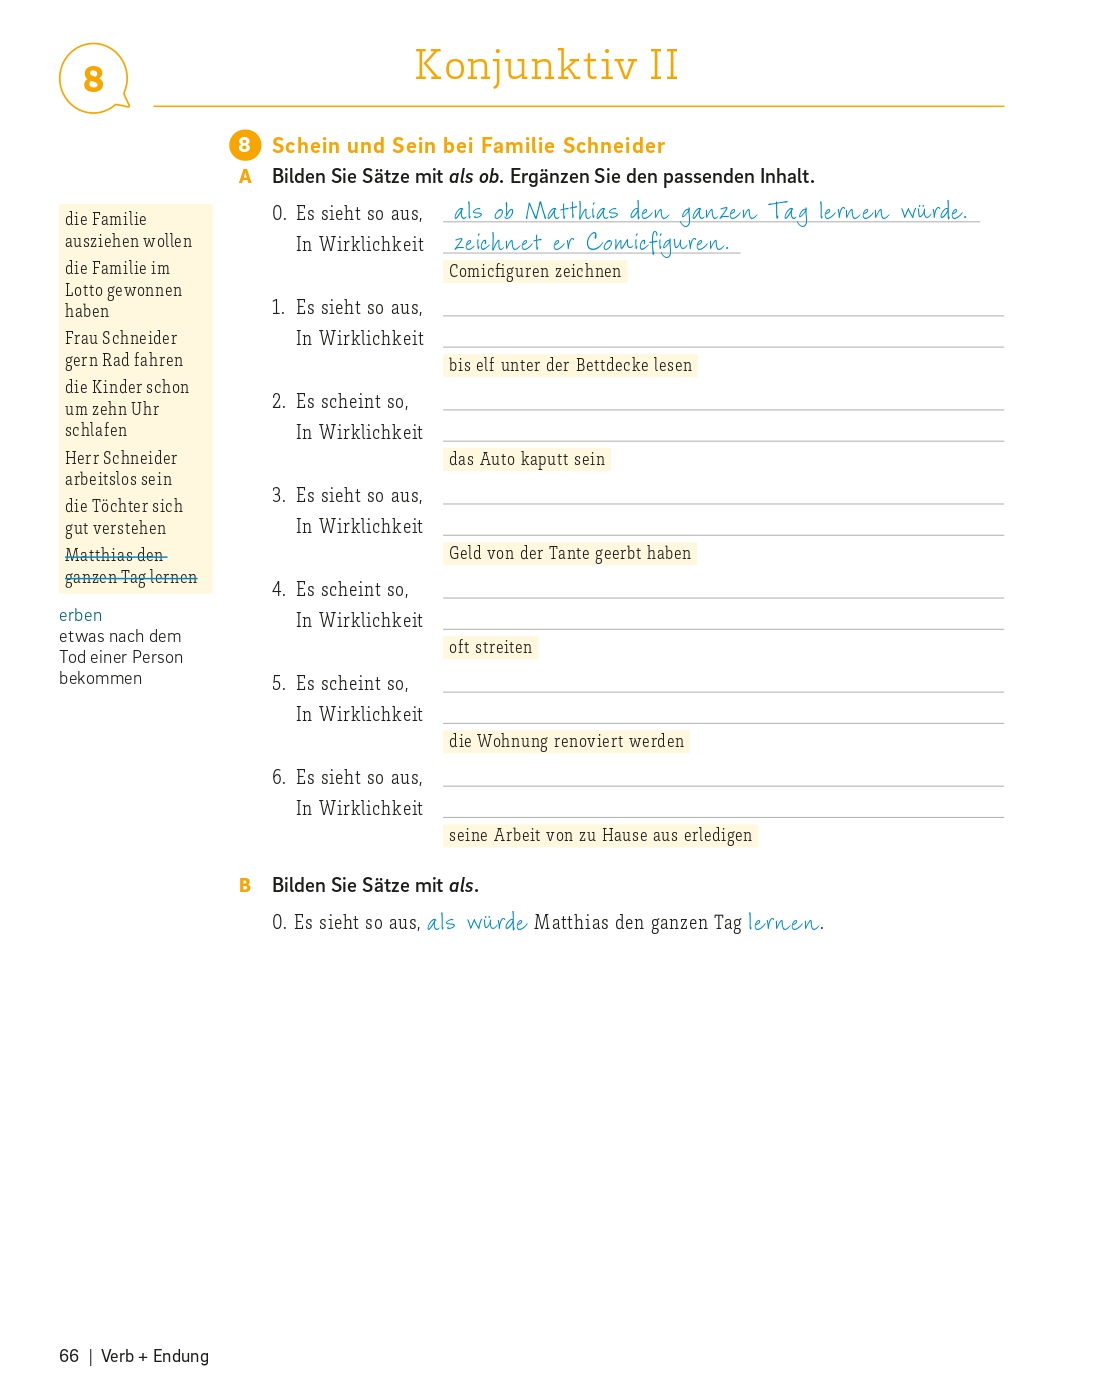 8
Konjunktiv II
8 Schein und Sein bei Familie Schneider
A Bilden Sie Sätze mit als ob. Ergänzen Sie den passenden Inhalt.
die Familie
ausziehen wollen
die Familie im
Lotto gewonnen
haben
Frau Schneider
gern Rad fahren
die Kinder schon
um zehn Uhr
schlafen
Herr Schneider
arbeitslos sein
die Töchter sich
gut verstehen
Matthias den
ganzen Tag lernen
erben
etwas nach dem
Tod einer Person
bekommen
0. Es sieht so aus, als ob Matthias den ganzen Tag lernen würde.
In Wirklichkeit zeichnet er Comicfiguren.
Comicfiguren zeichnen
1. Es sieht so aus,
In Wirklichkeit
bis elf unter der Bettdecke lesen
2. Es scheint so,
In Wirklichkeit
das Auto kaputt sein
3. Es sieht so aus,
In Wirklichkeit
Geld von der Tante geerbt haben
4. Es scheint so,
In Wirklichkeit
oft streiten
5. Es scheint so,
In Wirklichkeit
die Wohnung renoviert werden
6. Es sieht so aus,
In Wirklichkeit
seine Arbeit von zu Hause aus erledigen
B Bilden Sie Sätze mit als.
0. Es sieht so aus, als würde Matthias den ganzen Tag lernen.
66 | Verb + Endung